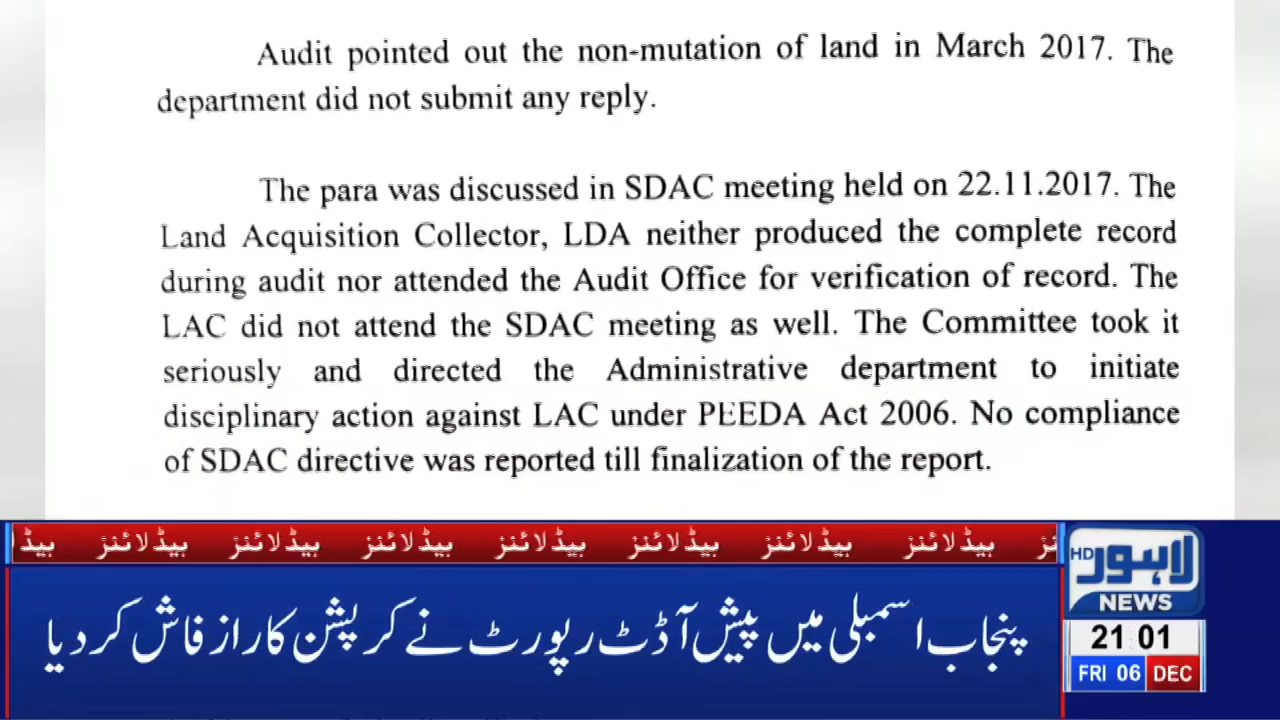 Audit pointed out the non-mutation of land in March 2017. The
department did not submit any reply.
The para was discussed in SDAC meeting held on 22.11.2017. The
Land Acquisition Collector, LDA neither produced the complete record
during audit nor attended the Audit Office for verification of record. The
LAC did not attend the SDAC meeting as well. The Committee took it
seriously and directed the Administrative department to initiate
disciplinary action against LAC under PEEDA Act 2006. No compliance
of SDAC directive was reported till finalization of the report.
ہیڈلائنز ہیڈلائنز ہیڈلائنز ہیڈلائنز ہیڈلائنز ہیڈلائنز ہیڈلائنز
پنجاب اسمبلی میں پیش آڈٹ رپورٹ نے کرپشن کا راز فاش کر دیا
HD لاہور
NEWS
21 01
FRI 06 DEC